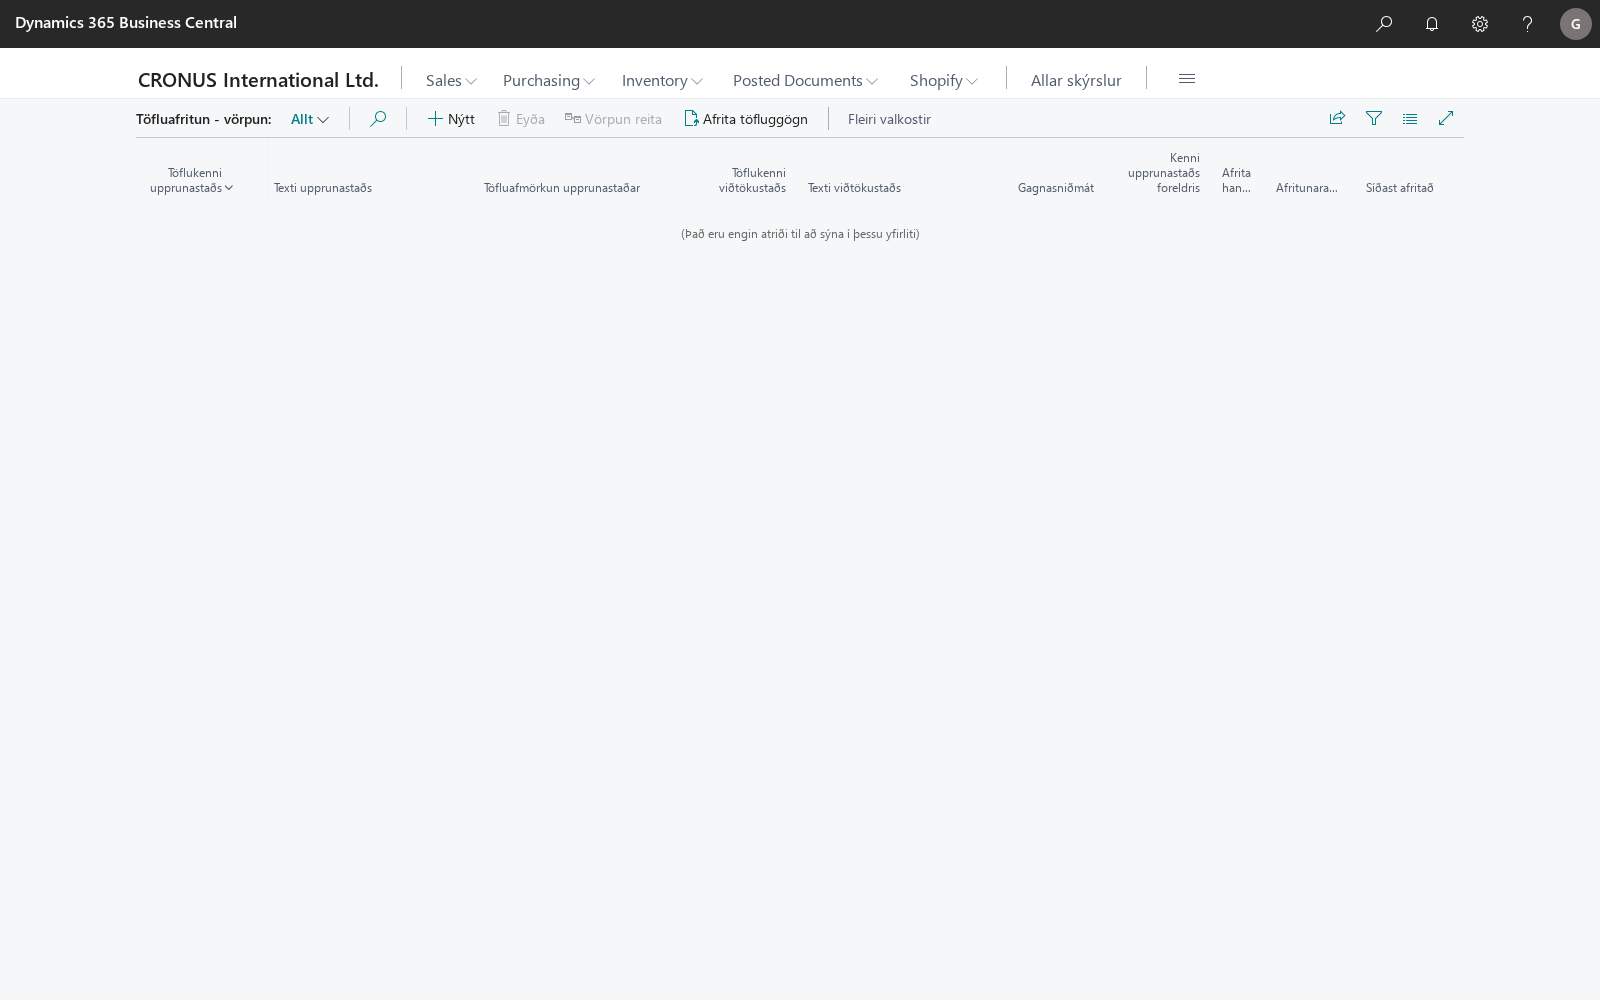 Dynamics 365 Business Central
G
CRONUS International Ltd.
Sales
Purchasing
Inventory
Posted Documents
Shopify
Allar skýrslur
Töfluafritun - vörpun:
Allt
Nýtt
Eyða
Vörpun reita
Afrita töfluggögn
Fleiri valkostir
Töflukenni
upprunastaðs
Texti upprunastaðs
Töfluafmörkun upprunastaðar
Töflukenni
viðtökustaðs
Texti viðtökustaðs
Gagnasniðmát
Kenni
upprunastaðs
foreldris
Afrita
han...
Afritunara...
Síðast afritað
(Það eru engin atriði til að sýna í þessu yfirliti)